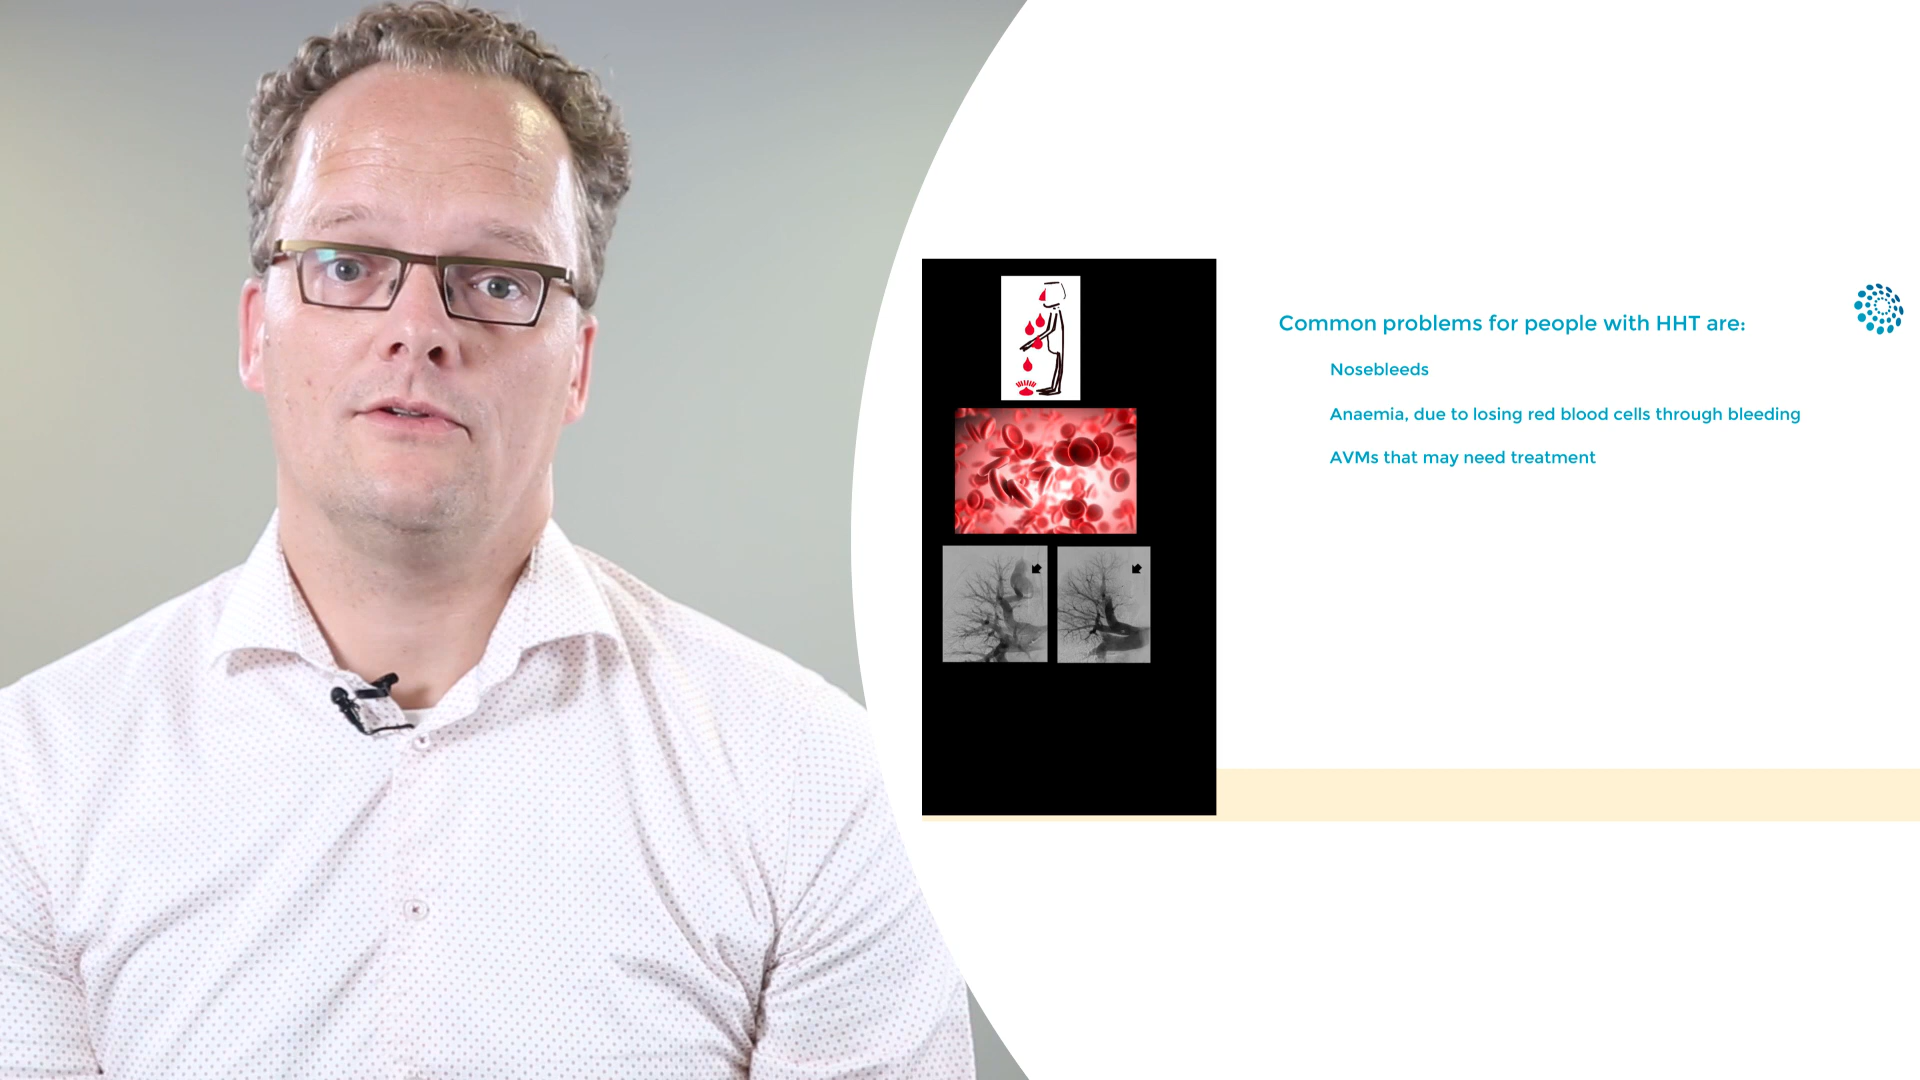 Common problems for people with HHT are:
Nosebleeds
Anaemia, due to losing red blood cells through bleeding
AVMs that may need treatment